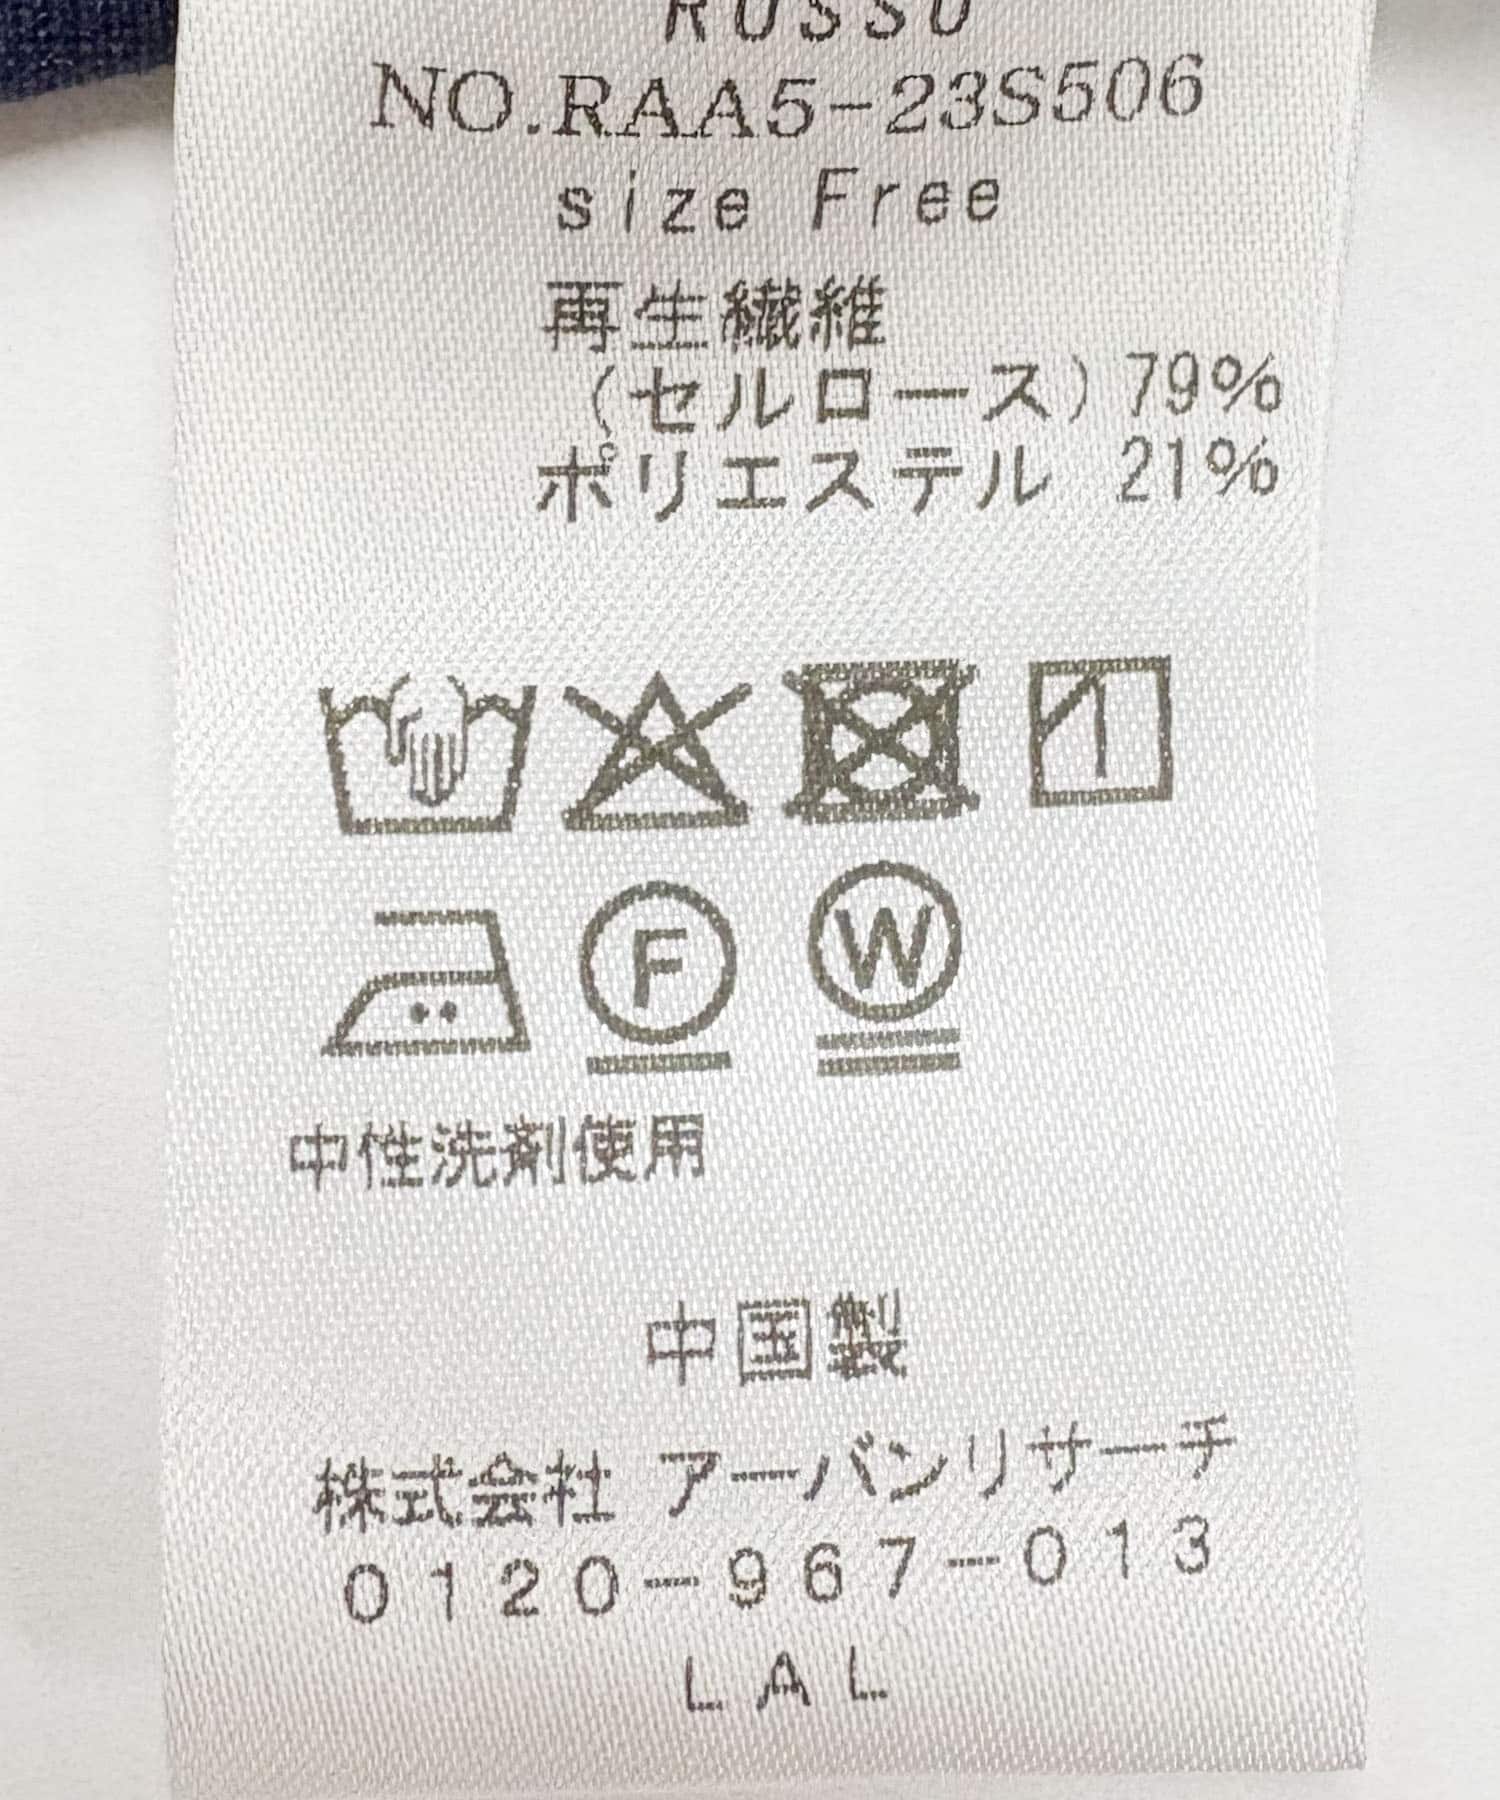 ROSSO
NO.RAA5-23S506
size Free
再生繊維
(セルロース) 79%
ポリエステル 21%
F
W
中性洗剤使用
中国製
株式会社 アーバンリサーチ
0120-967-013
LAL